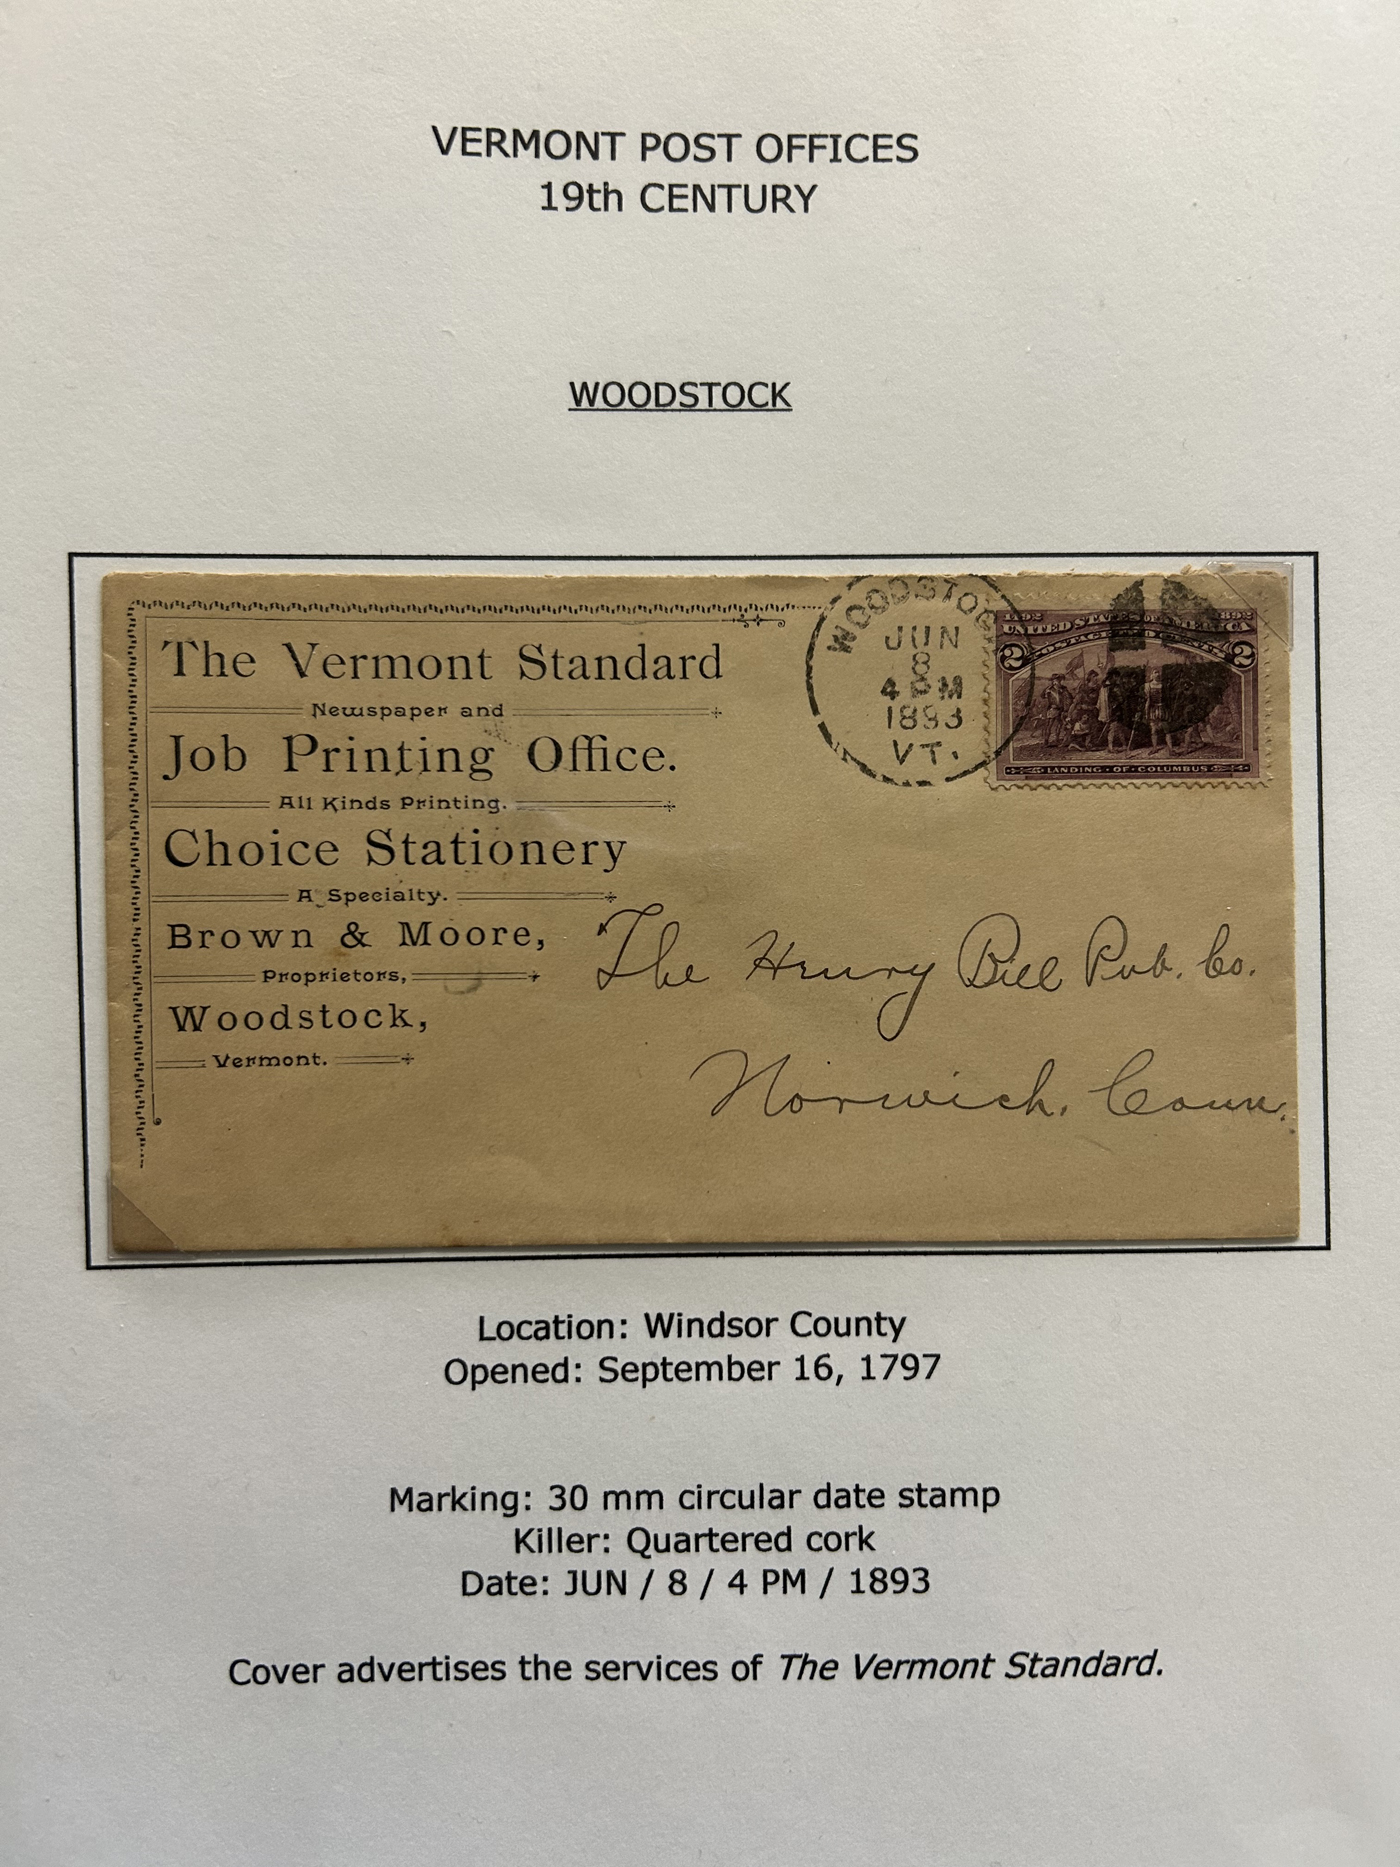 VERMONT POST OFFICES
19th CENTURY
WOODSTOCK
The Vermont Standard
Newspaper and
Job Printing Office.
All Kinds Printing.
Choice Stationery
A Specialty.
Brown & Moore,
Proprietors,
Woodstock,
Vermont.
WOODSTOC
JUN
8
4 PM
1893
VT.
1492 1892
UNITED STATES OF AMERICA
POSTAGE
2 2
LANDING · OF · COLUMBUS
The Henry Bill Pub. Co.
Norwich, Conn.
Location: Windsor County
Opened: September 16, 1797
Marking: 30 mm circular date stamp
Killer: Quartered cork
Date: JUN / 8 / 4 PM / 1893
Cover advertises the services of The Vermont Standard.